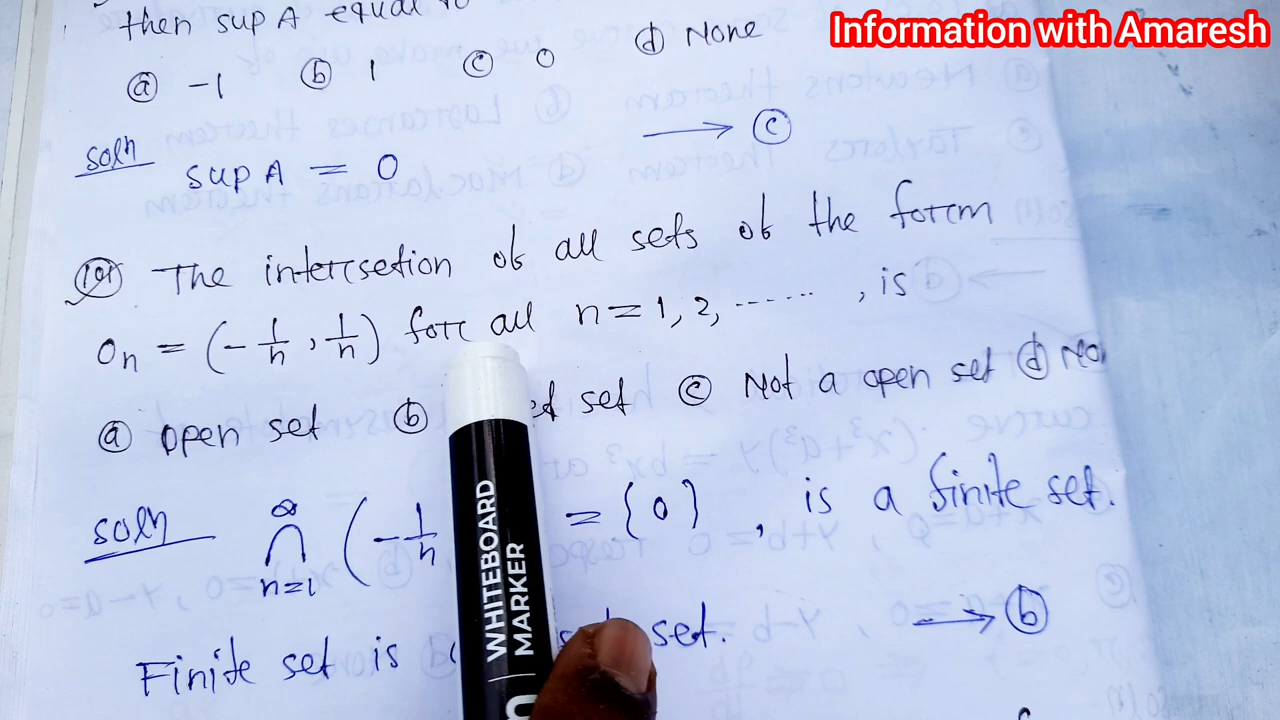 then sup A equal to
ⓐ -1 ⓑ 1 ⓒ 0 ⓓ None
Information with Amaresh
soln sup A = 0 → ⓒ
The intersetion of all sets of the form
On = (-1/n, 1/n) for all n = 1, 2, ......, is
ⓐ open set ⓑ set ⓒ Not a open set ⓓ
soln ∞ ∩ n=1 (-1/n = {0}, is a finite set.
Finite set is set. → ⓑ
WHITEBOARD
MARKER